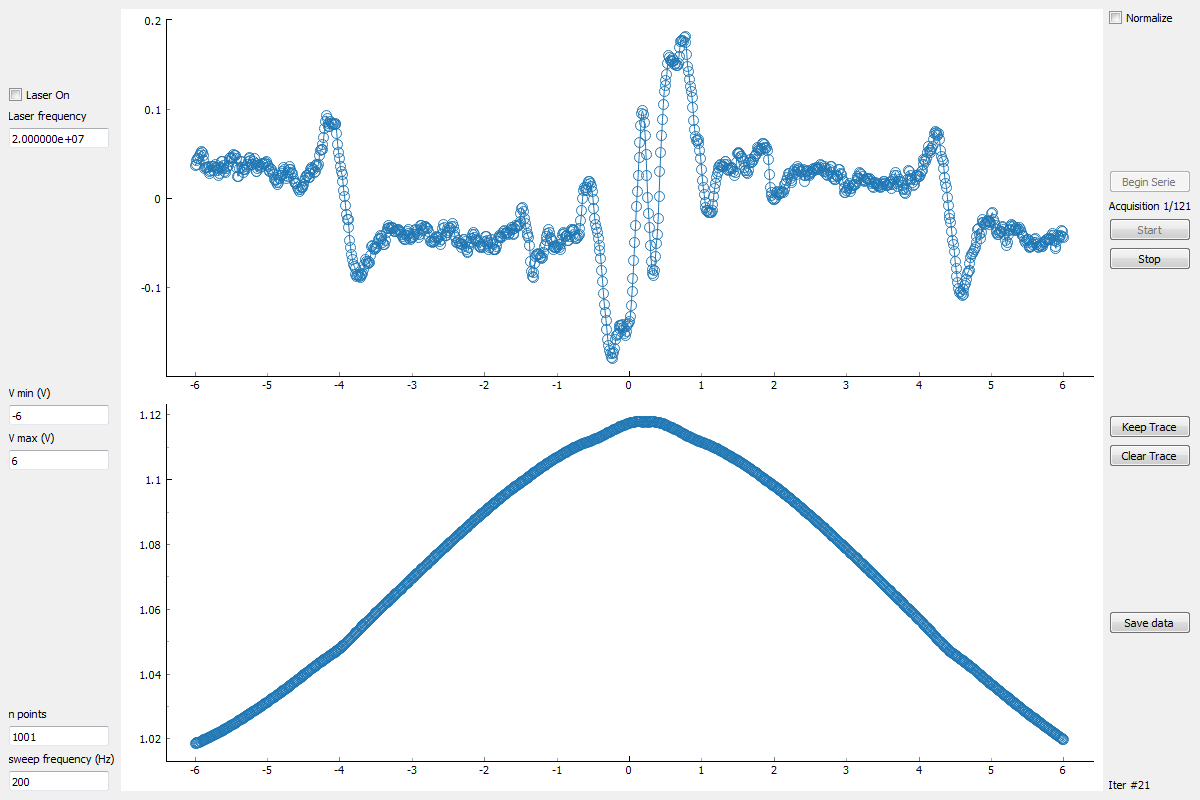 Normalize
Laser On
Laser frequency
2.000000e+07
Begin Serie
Acquisition 1/121
Start
Stop
0.2
0.1
0
-0.1
-6 -5 -4 -3 -2 -1 0 1 2 3 4 5 6
V min (V)
-6
V max (V)
6
Keep Trace
Clear Trace
1.12
1.1
1.08
1.06
1.04
1.02
-6 -5 -4 -3 -2 -1 0 1 2 3 4 5 6
Save data
n points
1001
sweep frequency (Hz)
200
Iter #21